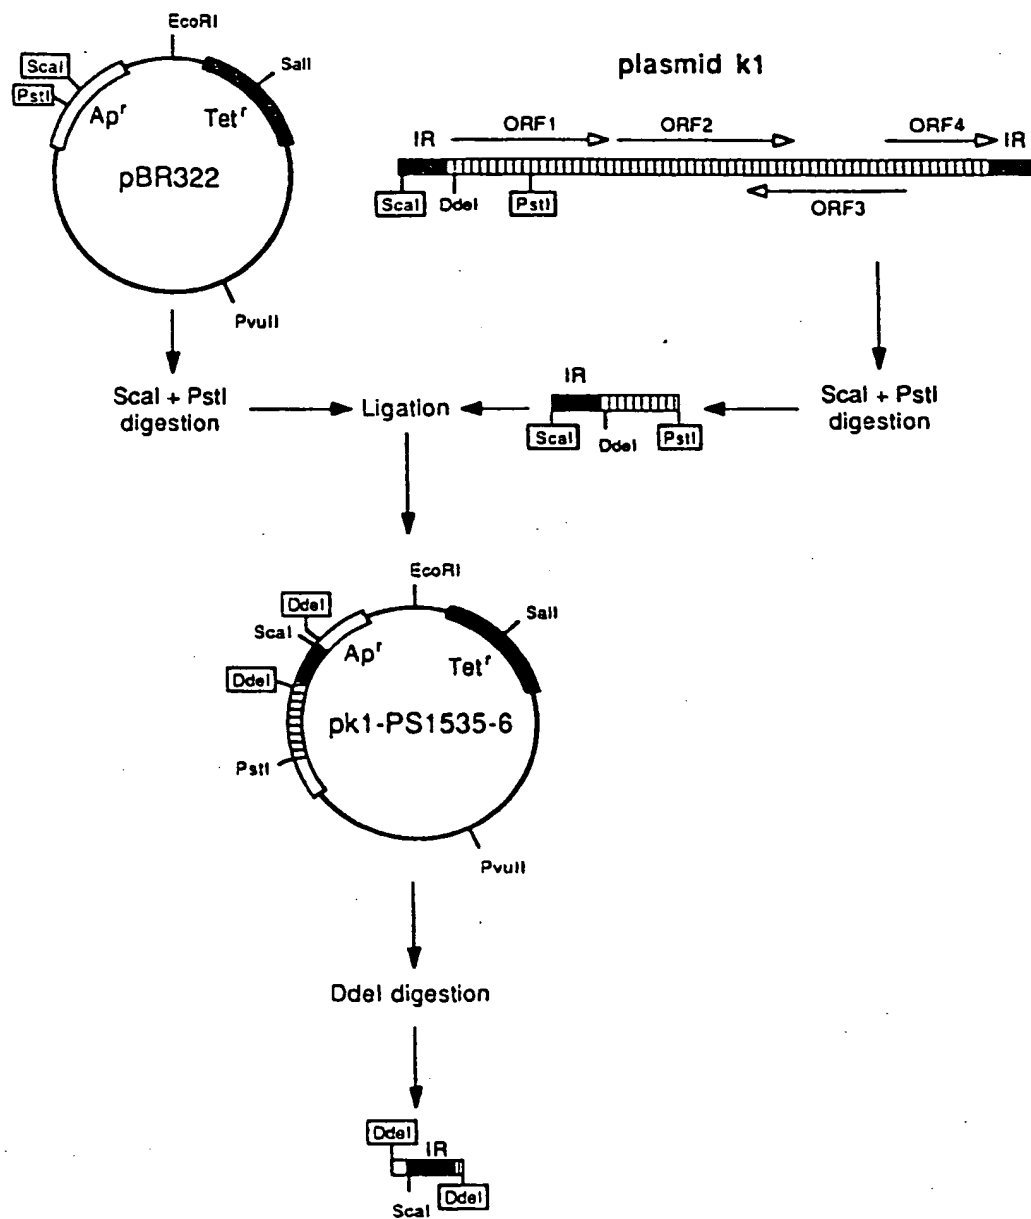 EcoRI
ScaI
SalI
PstI
Apʳ
Tetʳ
pBR322
PvuII
plasmid k1
IR
ORF1
ORF2
ORF4
IR
ScaI
DdeI
PstI
ORF3
ScaI + PstI
digestion
Ligation
IR
ScaI
DdeI
PstI
ScaI + PstI
digestion
EcoRI
DdeI
SalI
ScaI
Apʳ
Tetʳ
DdeI
pk1-PS1535-6
PstI
PvuII
DdeI digestion
DdeI
IR
ScaI
DdeI